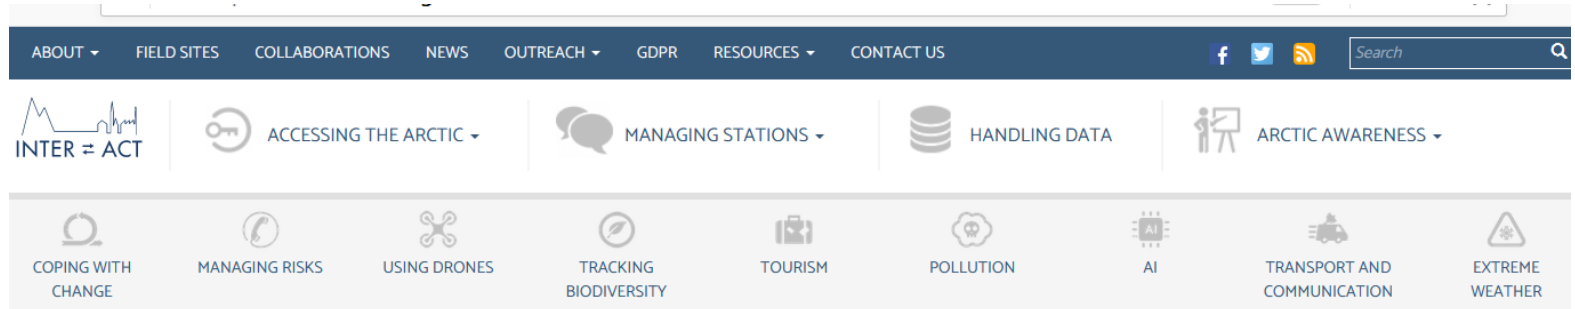 ABOUT FIELD SITES COLLABORATIONS NEWS OUTREACH GDPR RESOURCES CONTACT US Search
INTER ⇄ ACT ACCESSING THE ARCTIC MANAGING STATIONS HANDLING DATA ARCTIC AWARENESS
COPING WITH CHANGE
MANAGING RISKS
USING DRONES
TRACKING BIODIVERSITY
TOURISM
POLLUTION
AI
AI
TRANSPORT AND COMMUNICATION
EXTREME WEATHER